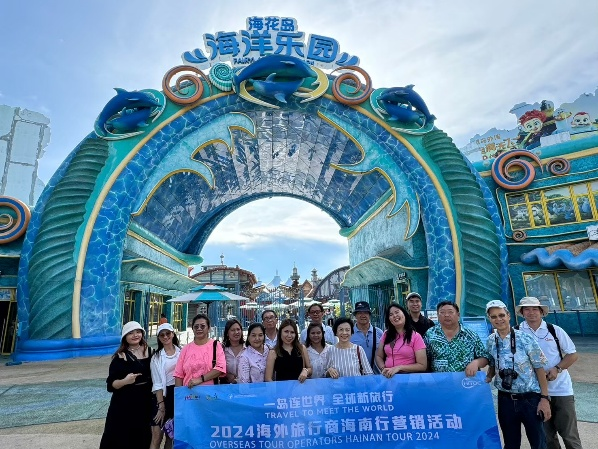 海花岛
海洋乐园
一岛连世界 全球新旅行
TRAVEL TO MEET THE WORLD
2024海外旅行商海南行营销活动
OVERSEAS TOUR OPERATORS HAINAN TOUR 2024